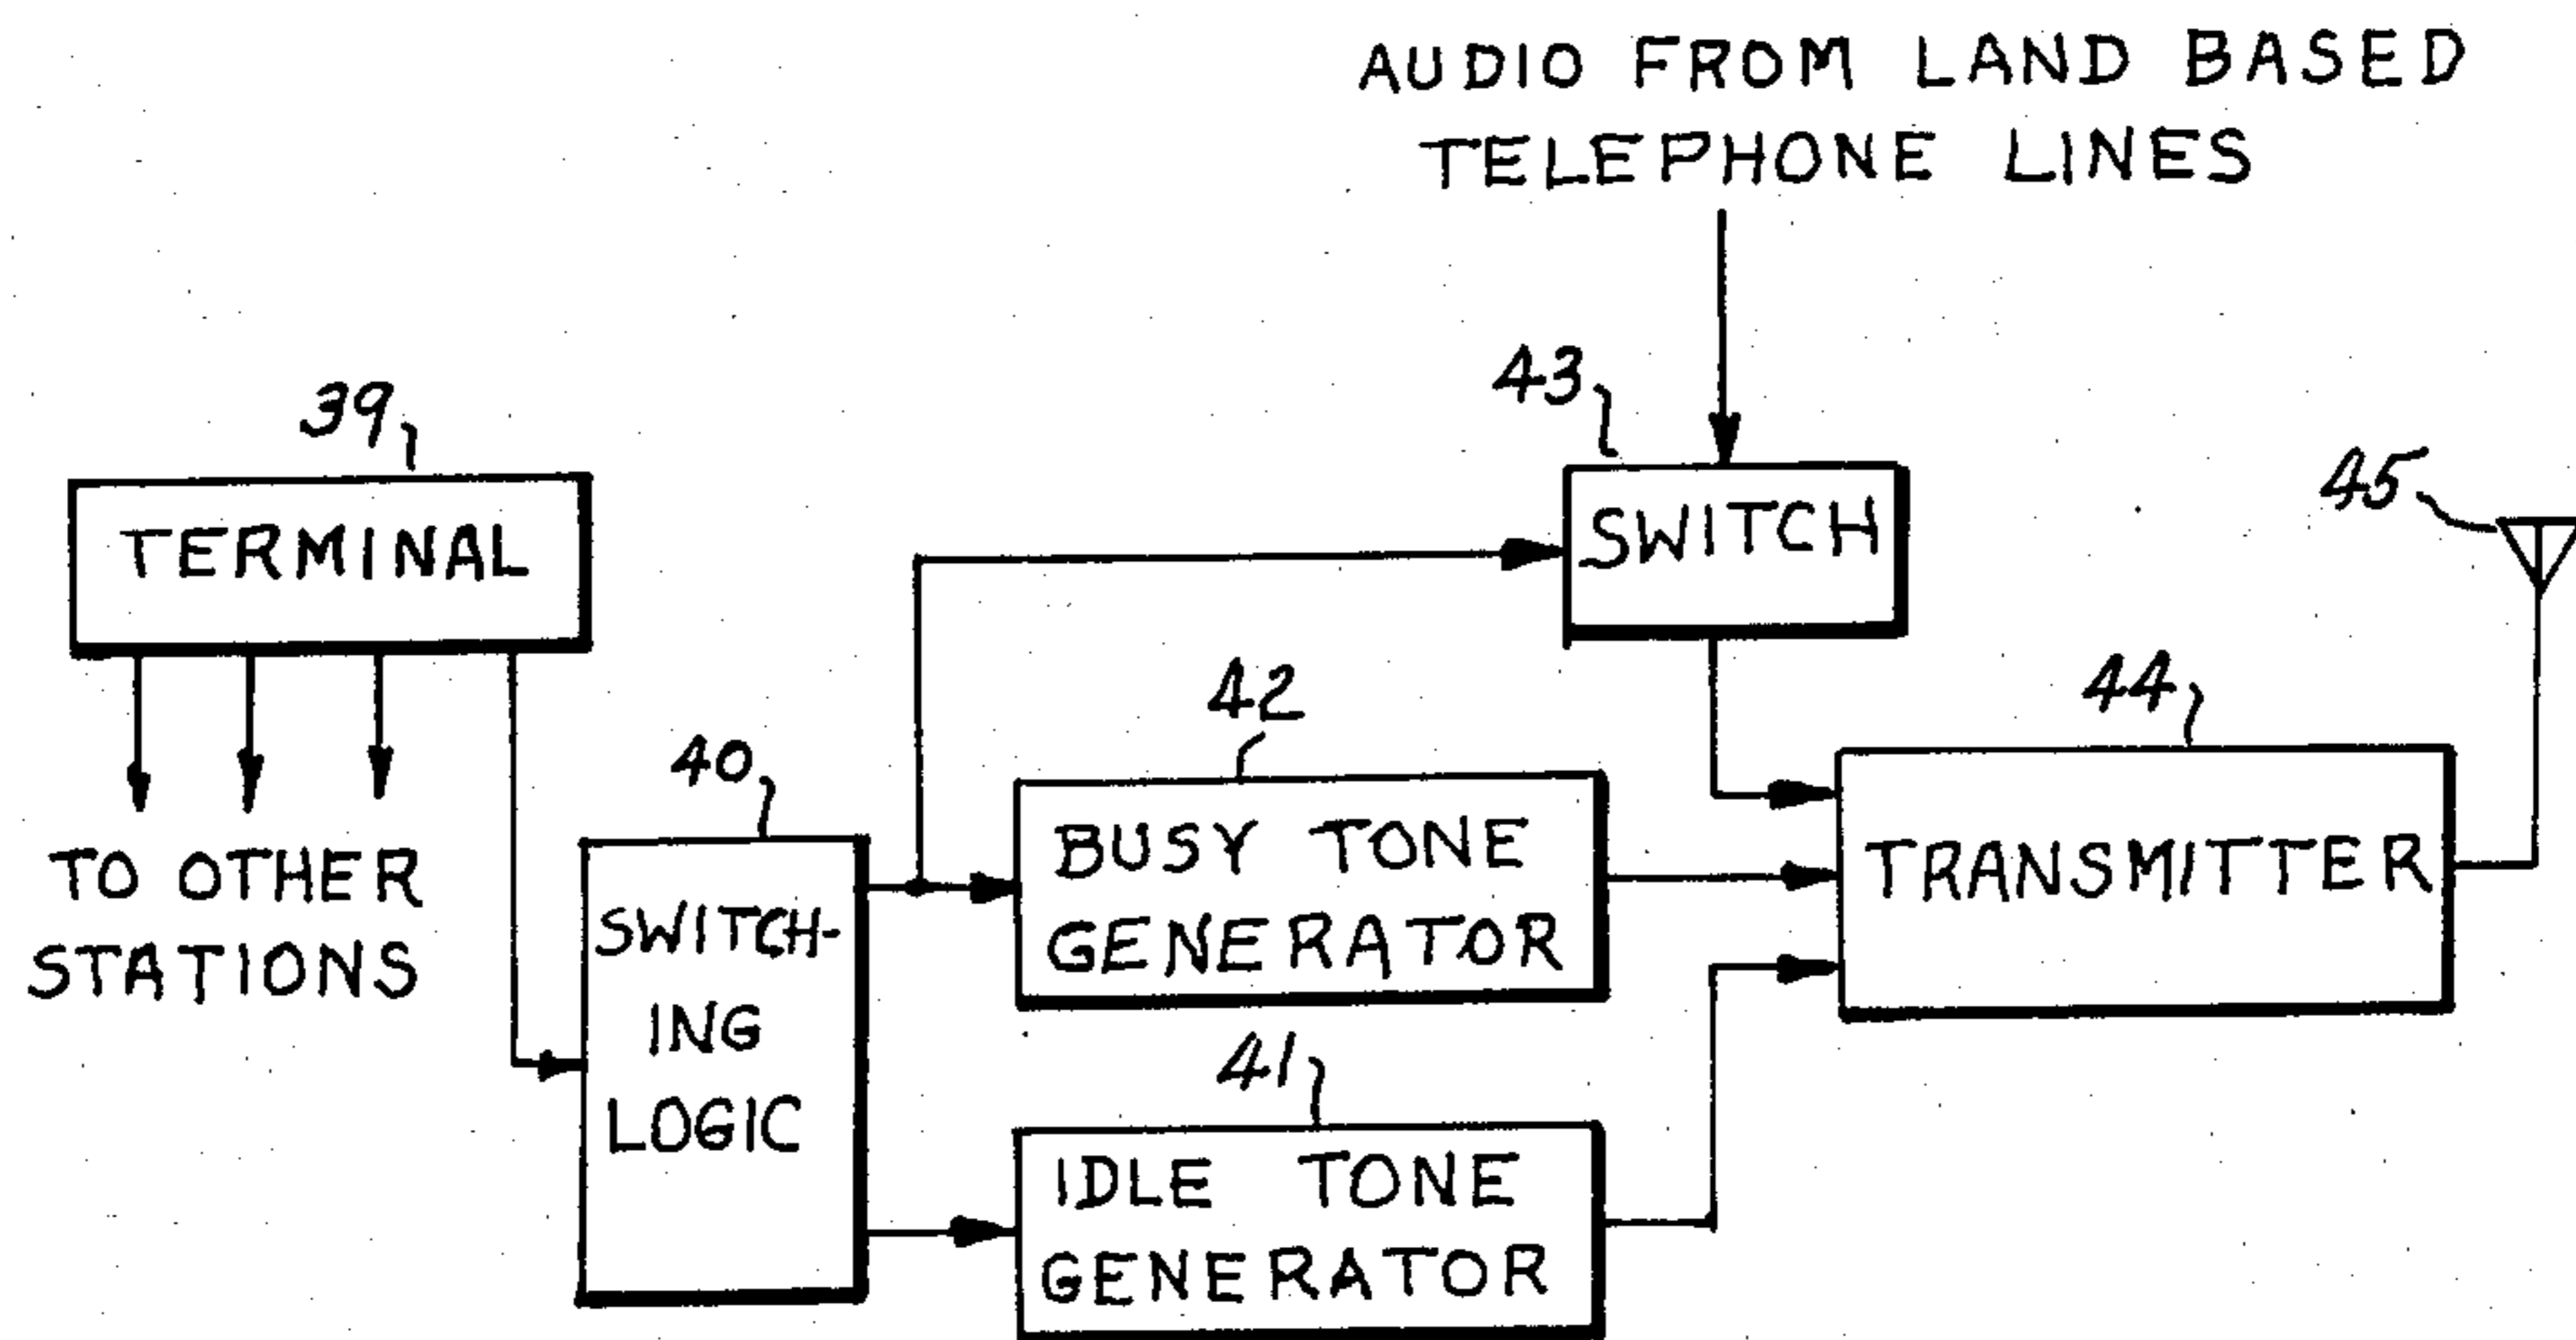 AUDIO FROM LAND BASED
TELEPHONE LINES
43
39
45
TERMINAL
SWITCH
42
44
40
TO OTHER
STATIONS
BUSY TONE
GENERATOR
TRANSMITTER
SWITCH-
ING
LOGIC
41
IDLE TONE
GENERATOR